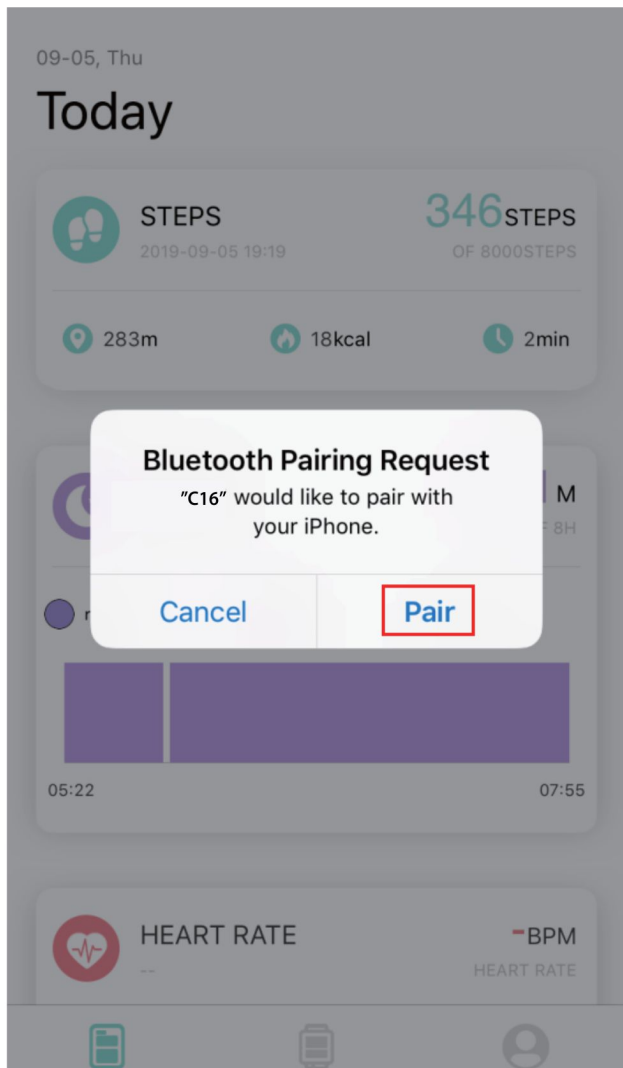 09-05, Thu
Today
STEPS
346STEPS
2019-09-05 19:19
OF 8000STEPS
283m
18kcal
2min
M
8H
Bluetooth Pairing Request
"C16" would like to pair with
your iPhone.
Cancel
Pair
05:22
07:55
HEART RATE
-BPM
--
HEART RATE